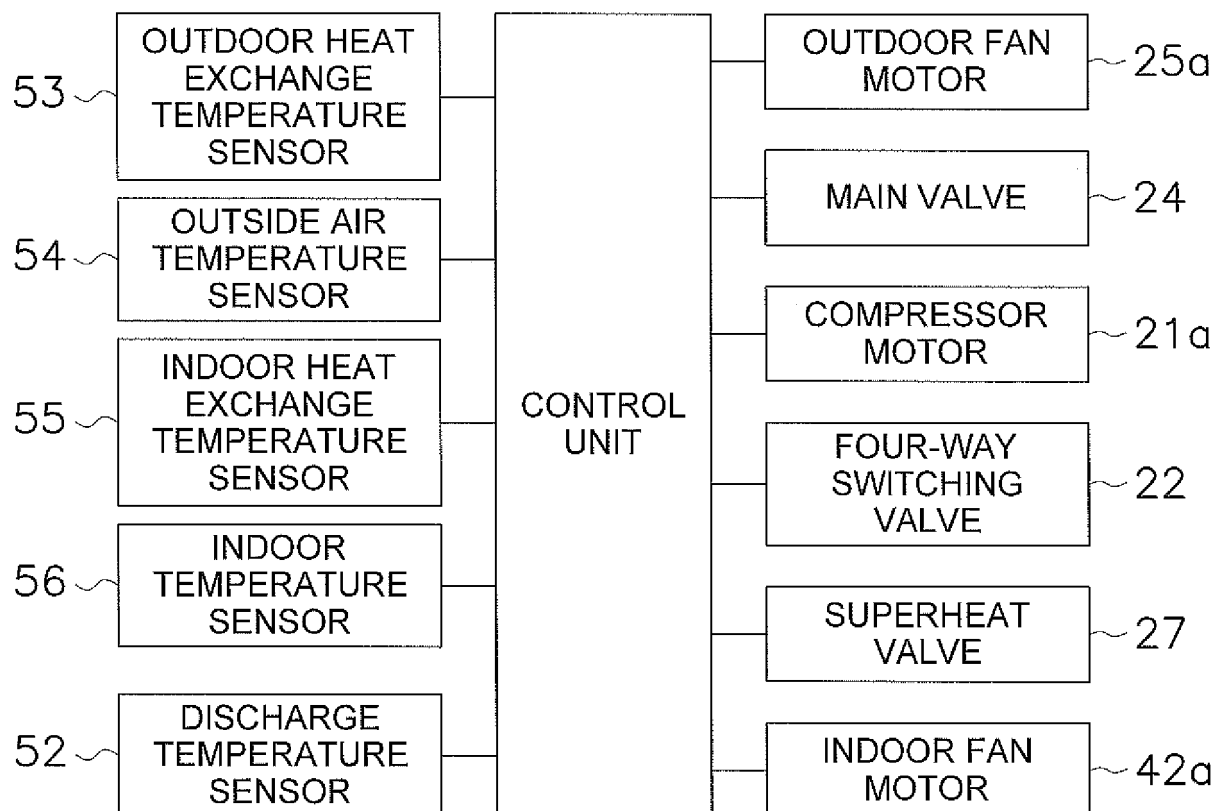 53
OUTDOOR HEAT
EXCHANGE
TEMPERATURE
SENSOR
54
OUTSIDE AIR
TEMPERATURE
SENSOR
55
INDOOR HEAT
EXCHANGE
TEMPERATURE
SENSOR
56
INDOOR
TEMPERATURE
SENSOR
52
DISCHARGE
TEMPERATURE
SENSOR
CONTROL
UNIT
OUTDOOR FAN
MOTOR
25a
MAIN VALVE
24
COMPRESSOR
MOTOR
21a
FOUR-WAY
SWITCHING
VALVE
22
SUPERHEAT
VALVE
27
INDOOR FAN
MOTOR
42a